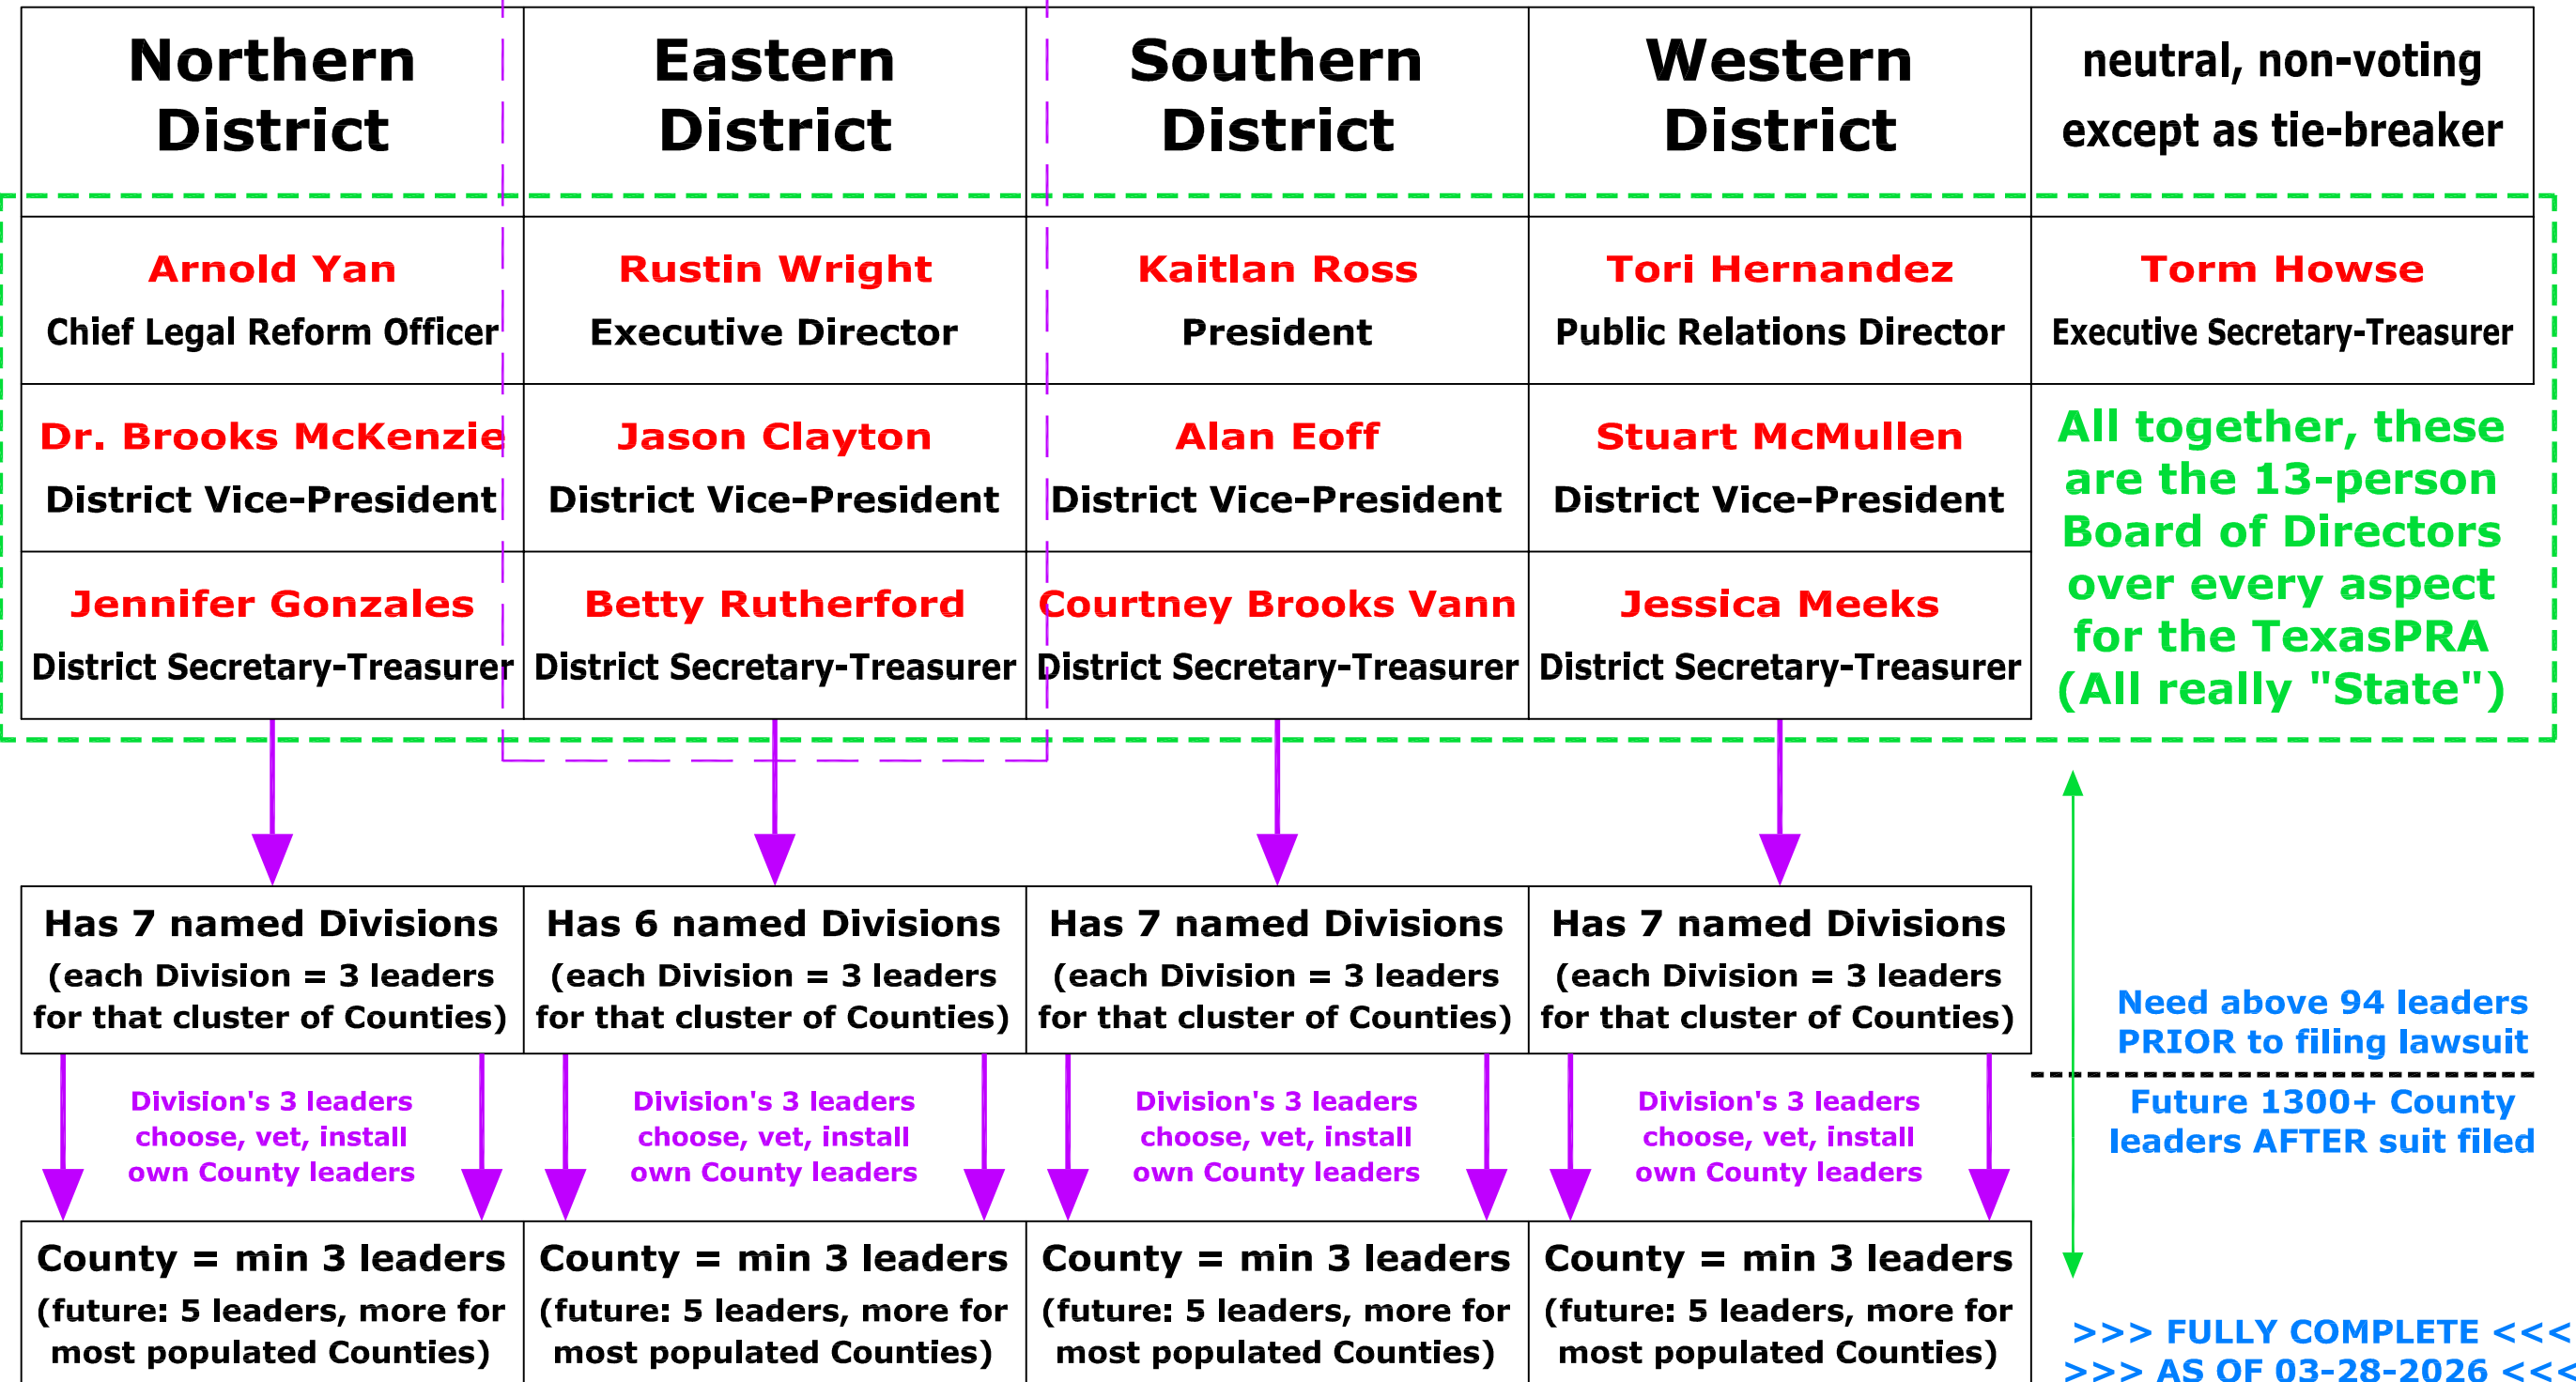 Northern
District
Eastern
District
Southern
District
Western
District
neutral, non-voting
except as tie-breaker
Arnold Yan
Chief Legal Reform Officer
Rustin Wright
Executive Director
Kaitlan Ross
President
Tori Hernandez
Public Relations Director
Torm Howse
Executive Secretary-Treasurer
Dr. Brooks McKenzie
District Vice-President
Jason Clayton
District Vice-President
Alan Eoff
District Vice-President
Stuart McMullen
District Vice-President
Jennifer Gonzales
District Secretary-Treasurer
Betty Rutherford
District Secretary-Treasurer
Courtney Brooks Vann
District Secretary-Treasurer
Jessica Meeks
District Secretary-Treasurer
All together, these
are the 13-person
Board of Directors
over every aspect
for the TexasPRA
(All really "State")
Has 7 named Divisions
(each Division = 3 leaders
for that cluster of Counties)
Has 6 named Divisions
(each Division = 3 leaders
for that cluster of Counties)
Has 7 named Divisions
(each Division = 3 leaders
for that cluster of Counties)
Has 7 named Divisions
(each Division = 3 leaders
for that cluster of Counties)
Need above 94 leaders
PRIOR to filing lawsuit
Future 1300+ County
leaders AFTER suit filed
Division's 3 leaders
choose, vet, install
own County leaders
Division's 3 leaders
choose, vet, install
own County leaders
Division's 3 leaders
choose, vet, install
own County leaders
Division's 3 leaders
choose, vet, install
own County leaders
County = min 3 leaders
(future: 5 leaders, more for
most populated Counties)
County = min 3 leaders
(future: 5 leaders, more for
most populated Counties)
County = min 3 leaders
(future: 5 leaders, more for
most populated Counties)
County = min 3 leaders
(future: 5 leaders, more for
most populated Counties)
>>> FULLY COMPLETE <<<
>>> AS OF 03-28-2026 <<<